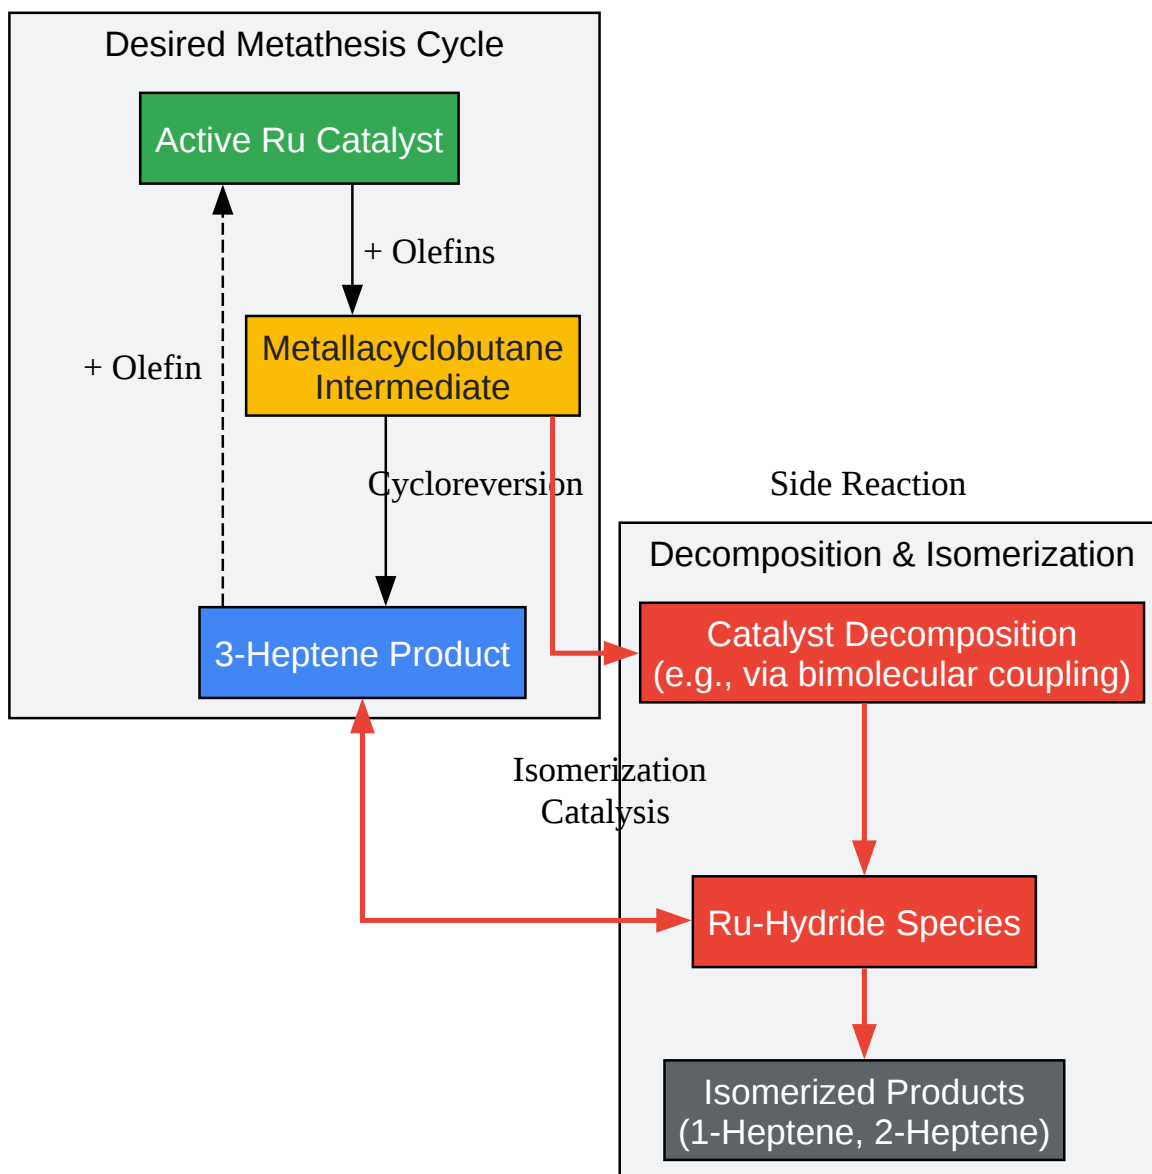 Desired Metathesis Cycle
Active Ru Catalyst
+ Olefins
Metallacyclobutane
Intermediate
+ Olefin
Cycloreversion
Side Reaction
3-Heptene Product
Decomposition & Isomerization
Catalyst Decomposition
(e.g., via bimolecular coupling)
Isomerization
Catalysis
Ru-Hydride Species
Isomerized Products
(1-Heptene, 2-Heptene)